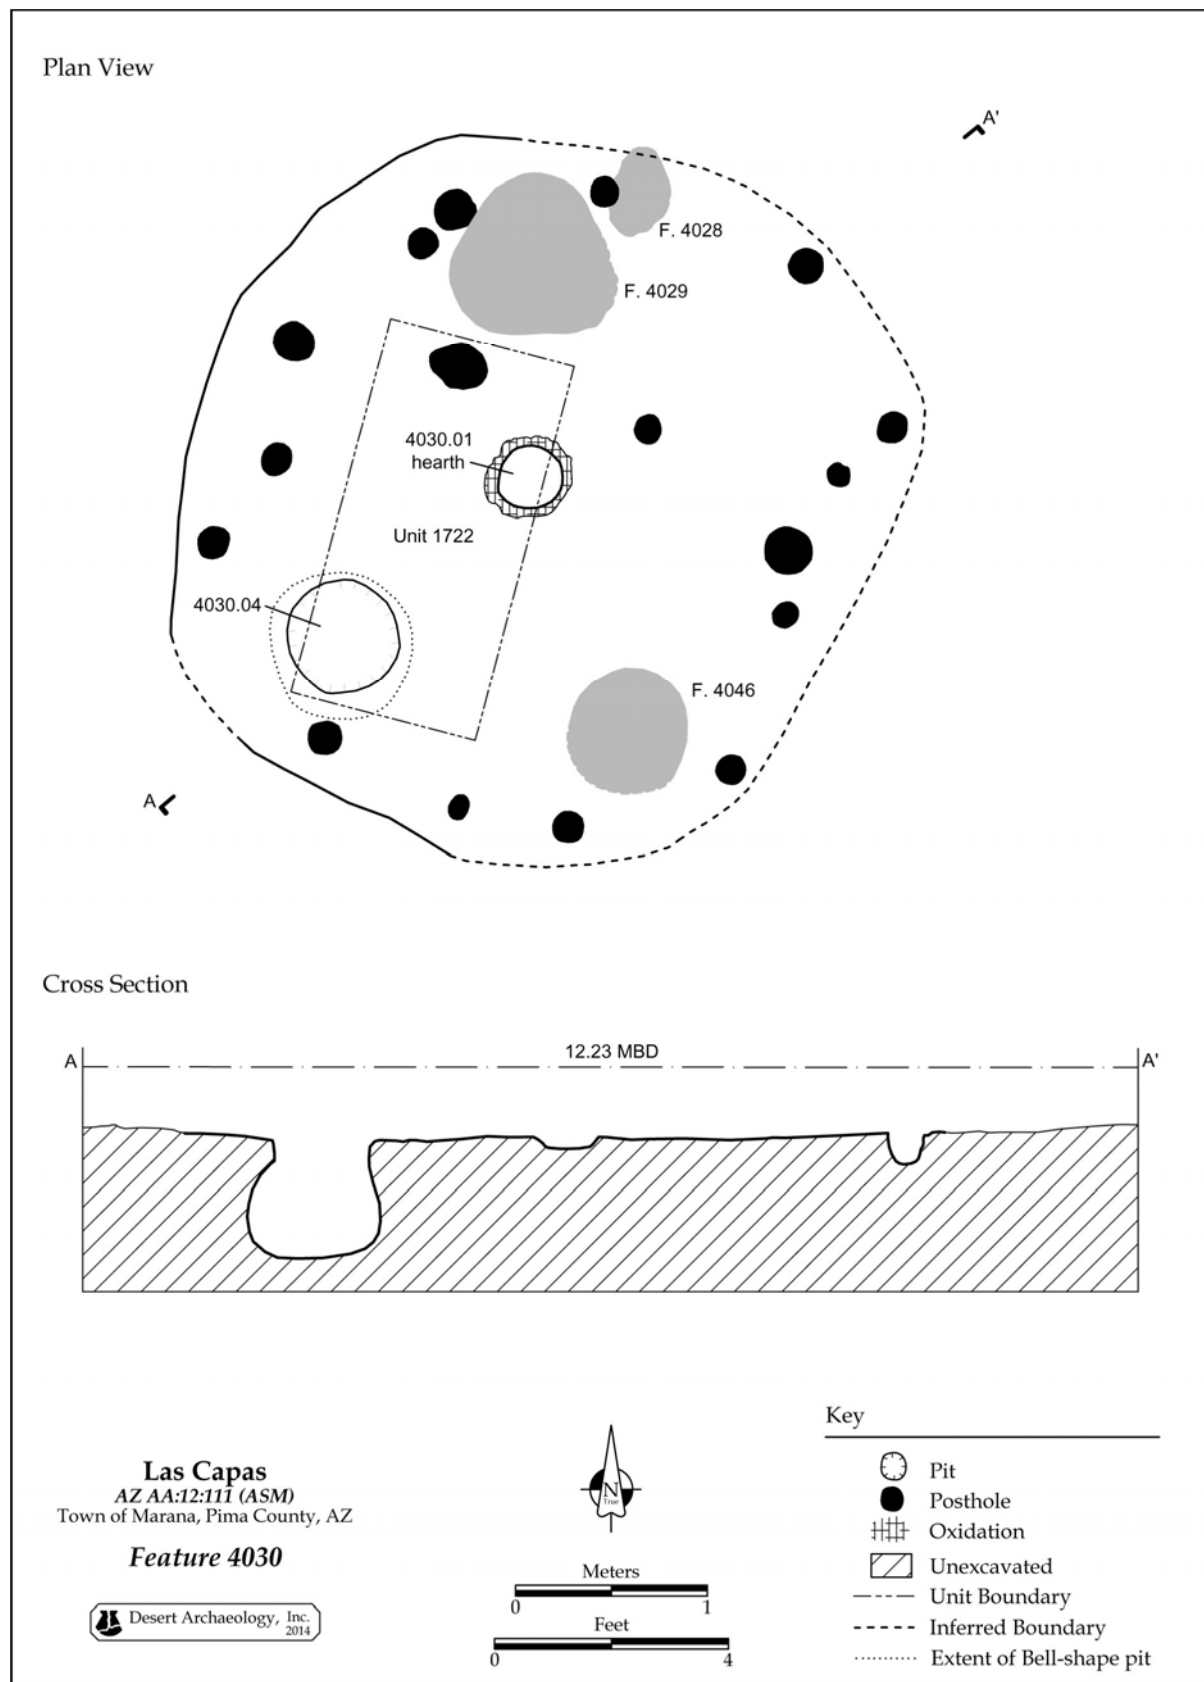 Plan View
A'
F. 4028
F. 4029
4030.01
hearth
Unit 1722
4030.04
F. 4046
A
Cross Section
A
12.23 MBD
A'
Las Capas
AZ AA:12:111 (ASM)
Town of Marana, Pima County, AZ
Feature 4030
Desert Archaeology, Inc.
2014
N
True
Meters
0 1
Feet
0 4
Key
Pit
Posthole
Oxidation
Unexcavated
Unit Boundary
Inferred Boundary
Extent of Bell-shape pit